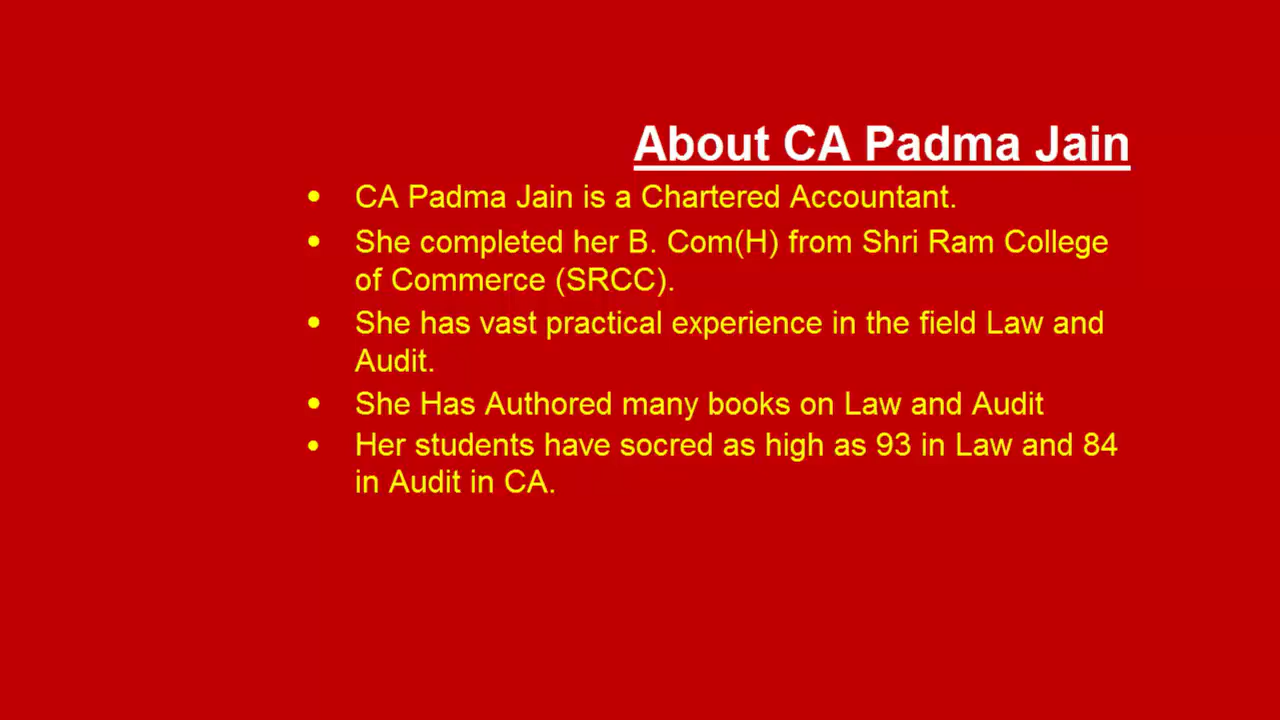 About CA Padma Jain
• CA Padma Jain is a Chartered Accountant.
• She completed her B. Com(H) from Shri Ram College
of Commerce (SRCC).
• She has vast practical experience in the field Law and
Audit.
• She Has Authored many books on Law and Audit
• Her students have socred as high as 93 in Law and 84
in Audit in CA.